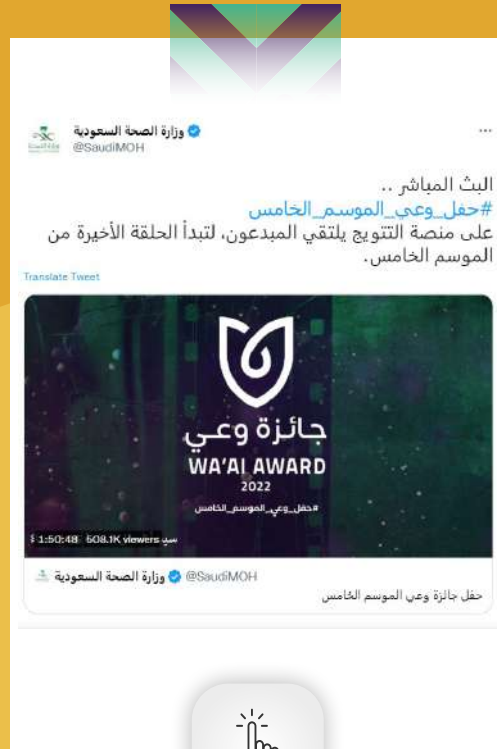 وزارة الصحة السعودية
@SaudiMOH
البث المباشر ..
#حفل_وعي_الموسم_الخامس
على منصة التتويج يلتقي المبدعون، لتبدأ الحلقة الأخيرة من
الموسم الخامس.
Translate Tweet
جائزة وعي
WA'AI AWARD
2022
#حفل_وعي_الموسم_الخامس
1:50:48 508.1K viewers
وزارة الصحة السعودية @SaudiMOH
حفل جائزة وعي الموسم الخامس